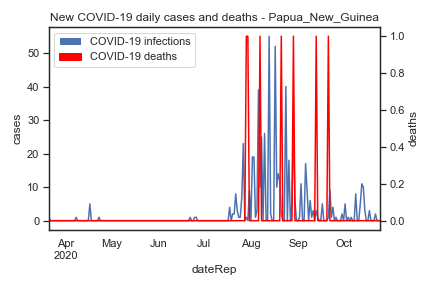 New COVID-19 daily cases and deaths - Papua_New_Guinea
COVID-19 infections
COVID-19 deaths
50
40
30
20
10
0
cases
1.0
0.8
0.6
0.4
0.2
0.0
deaths
Apr
2020
May
Jun
Jul
Aug
Sep
Oct
dateRep